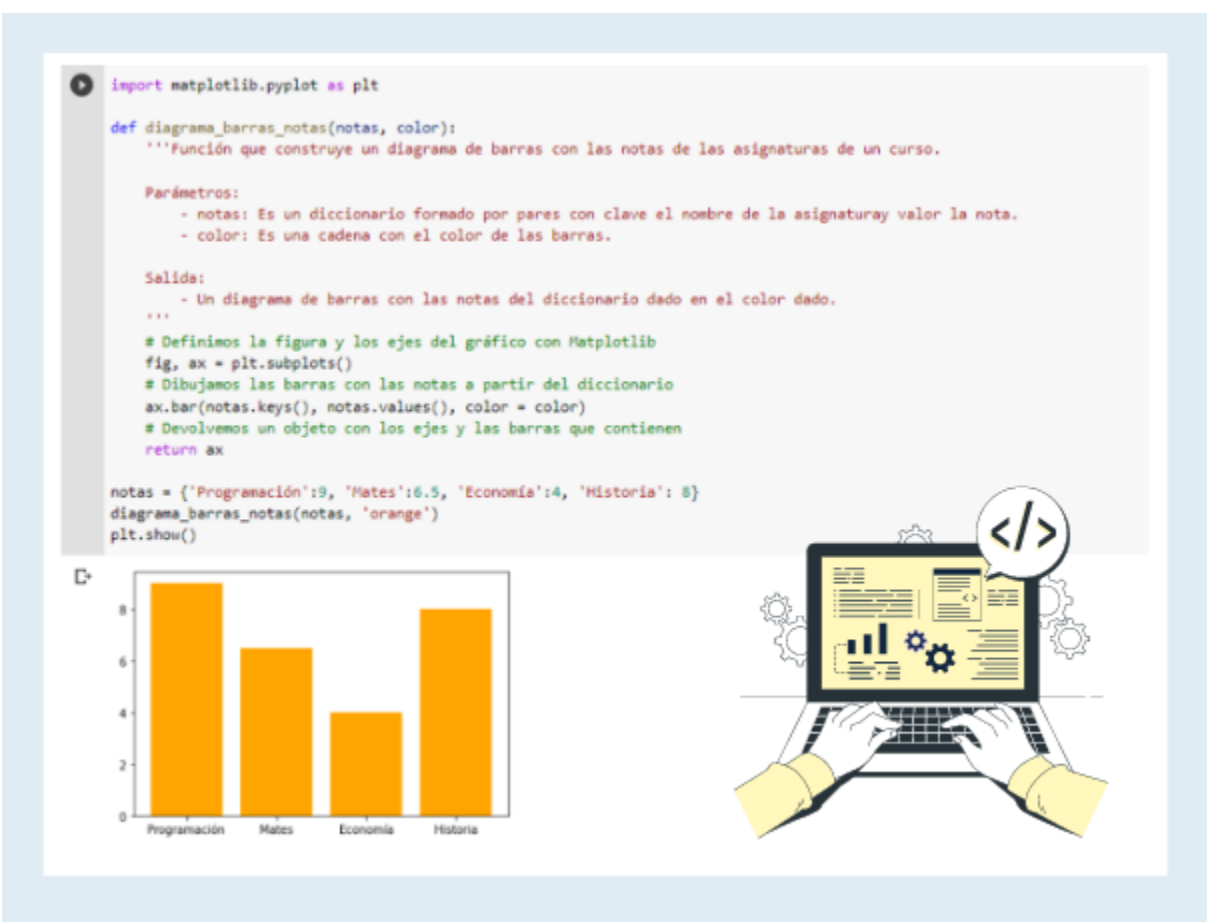 import matplotlib.pyplot as plt
def diagrama_barras_notas(notas, color):
'''Función que construye un diagrama de barras con las notas de las asignaturas de un curso.
Parámetros:
- notas: Es un diccionario formado por pares con clave el nombre de la asignaturay valor la nota.
- color: Es una cadena con el color de las barras.
Salida:
- Un diagrama de barras con las notas del diccionario dado en el color dado.
'''
# Definimos la figura y los ejes del gráfico con Matplotlib
fig, ax = plt.subplots()
# Dibujamos las barras con las notas a partir del diccionario
ax.bar(notas.keys(), notas.values(), color = color)
# Devolvemos un objeto con los ejes y las barras que contienen
return ax
notas = {'Programación':9, 'Mates':6.5, 'Economía':4, 'Historia': 8}
diagrama_barras_notas(notas, 'orange')
plt.show()
</>
8
6
4
2
0
Programación Mates Economía Historia